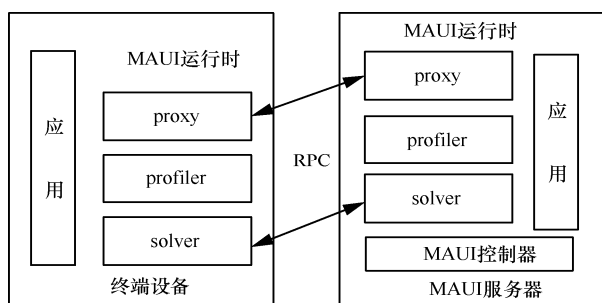 MAUI运行时
应用
proxy
profiler
solver
终端设备
RPC
MAUI运行时
proxy
profiler
solver
应用
MAUI控制器
MAUI服务器